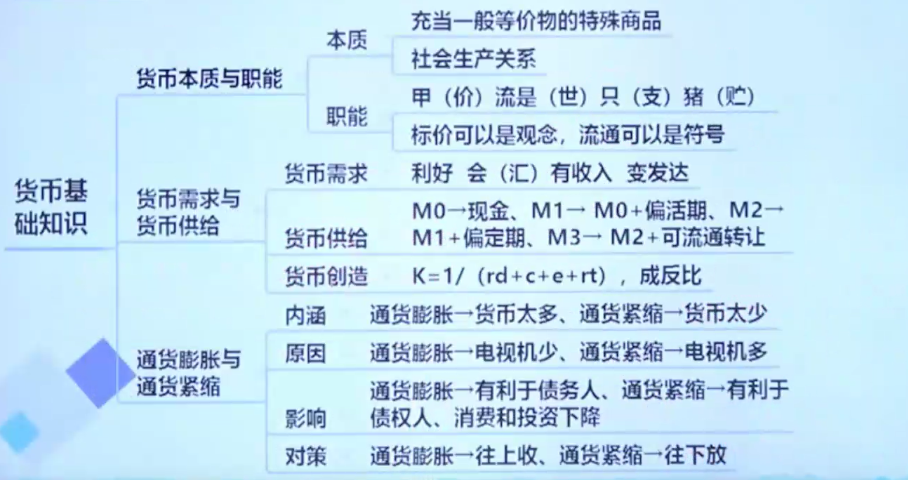 货币基
础知识
货币本质与职能
本质
充当一般等价物的特殊商品
社会生产关系
职能
甲（价）流是（世）只（支）猪（贮）
标价可以是观念，流通可以是符号
货币需求与
货币供给
货币需求
利好 会（汇）有收入 变发达
货币供给
M0→现金、M1→ M0+偏活期、M2→
M1+偏定期、M3→ M2+可流通转让
货币创造
K=1/（rd+c+e+rt），成反比
通货膨胀与
通货紧缩
内涵
通货膨胀→货币太多、通货紧缩→货币太少
原因
通货膨胀→电视机少、通货紧缩→电视机多
影响
通货膨胀→有利于债务人、通货紧缩→有利于
债权人、消费和投资下降
对策
通货膨胀→往上收、通货紧缩→往下放